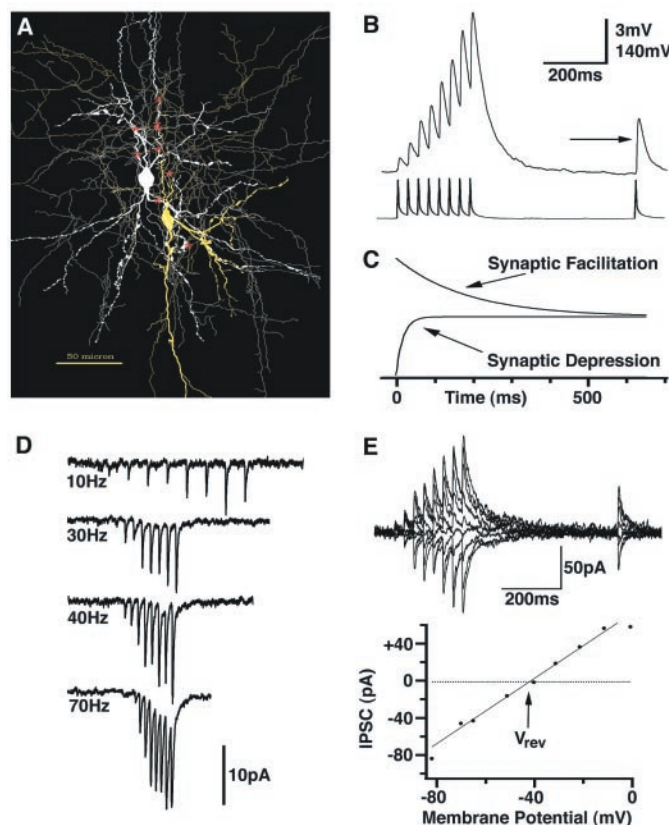 A
50 micron
B
3mV
140mV
200ms
C
Synaptic Facilitation
Synaptic Depression
0
500
Time (ms)
D
10Hz
30Hz
40Hz
70Hz
10pA
E
50pA
200ms
IPSC (pA)
+40
0
-40
-80
Vrev
-80
-40
0
Membrane Potential (mV)